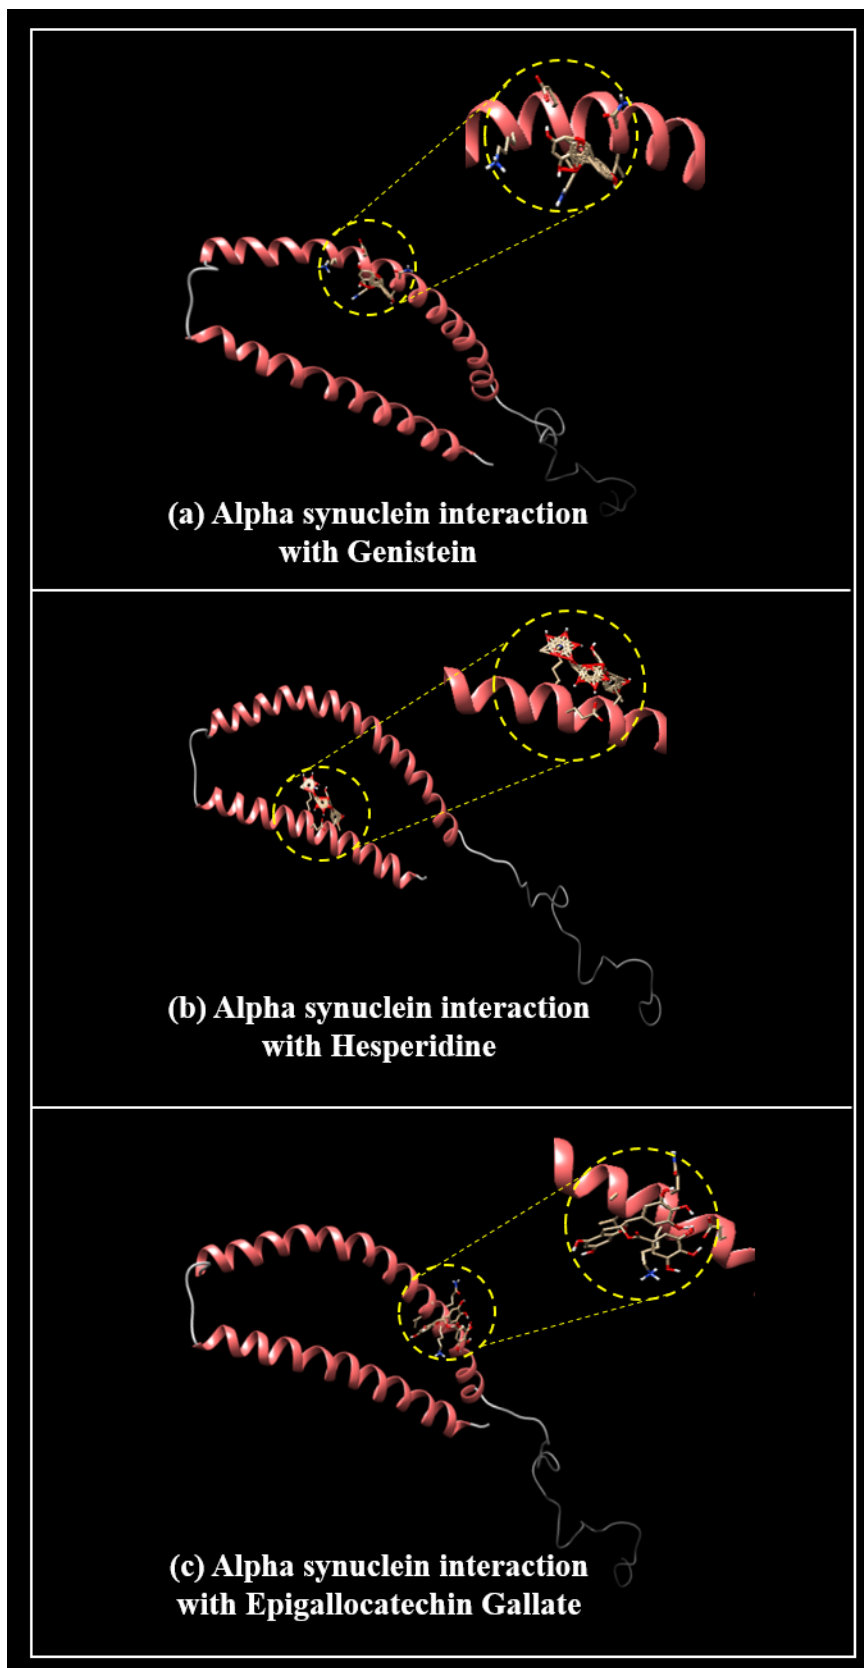 (a) Alpha synuclein interaction
with Genistein
(b) Alpha synuclein interaction
with Hesperidine
(c) Alpha synuclein interaction
with Epigallocatechin Gallate